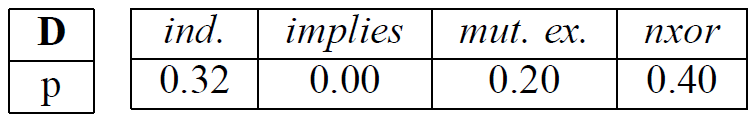 D ind. implies mut. ex. nxor
p 0.32 0.00 0.20 0.40